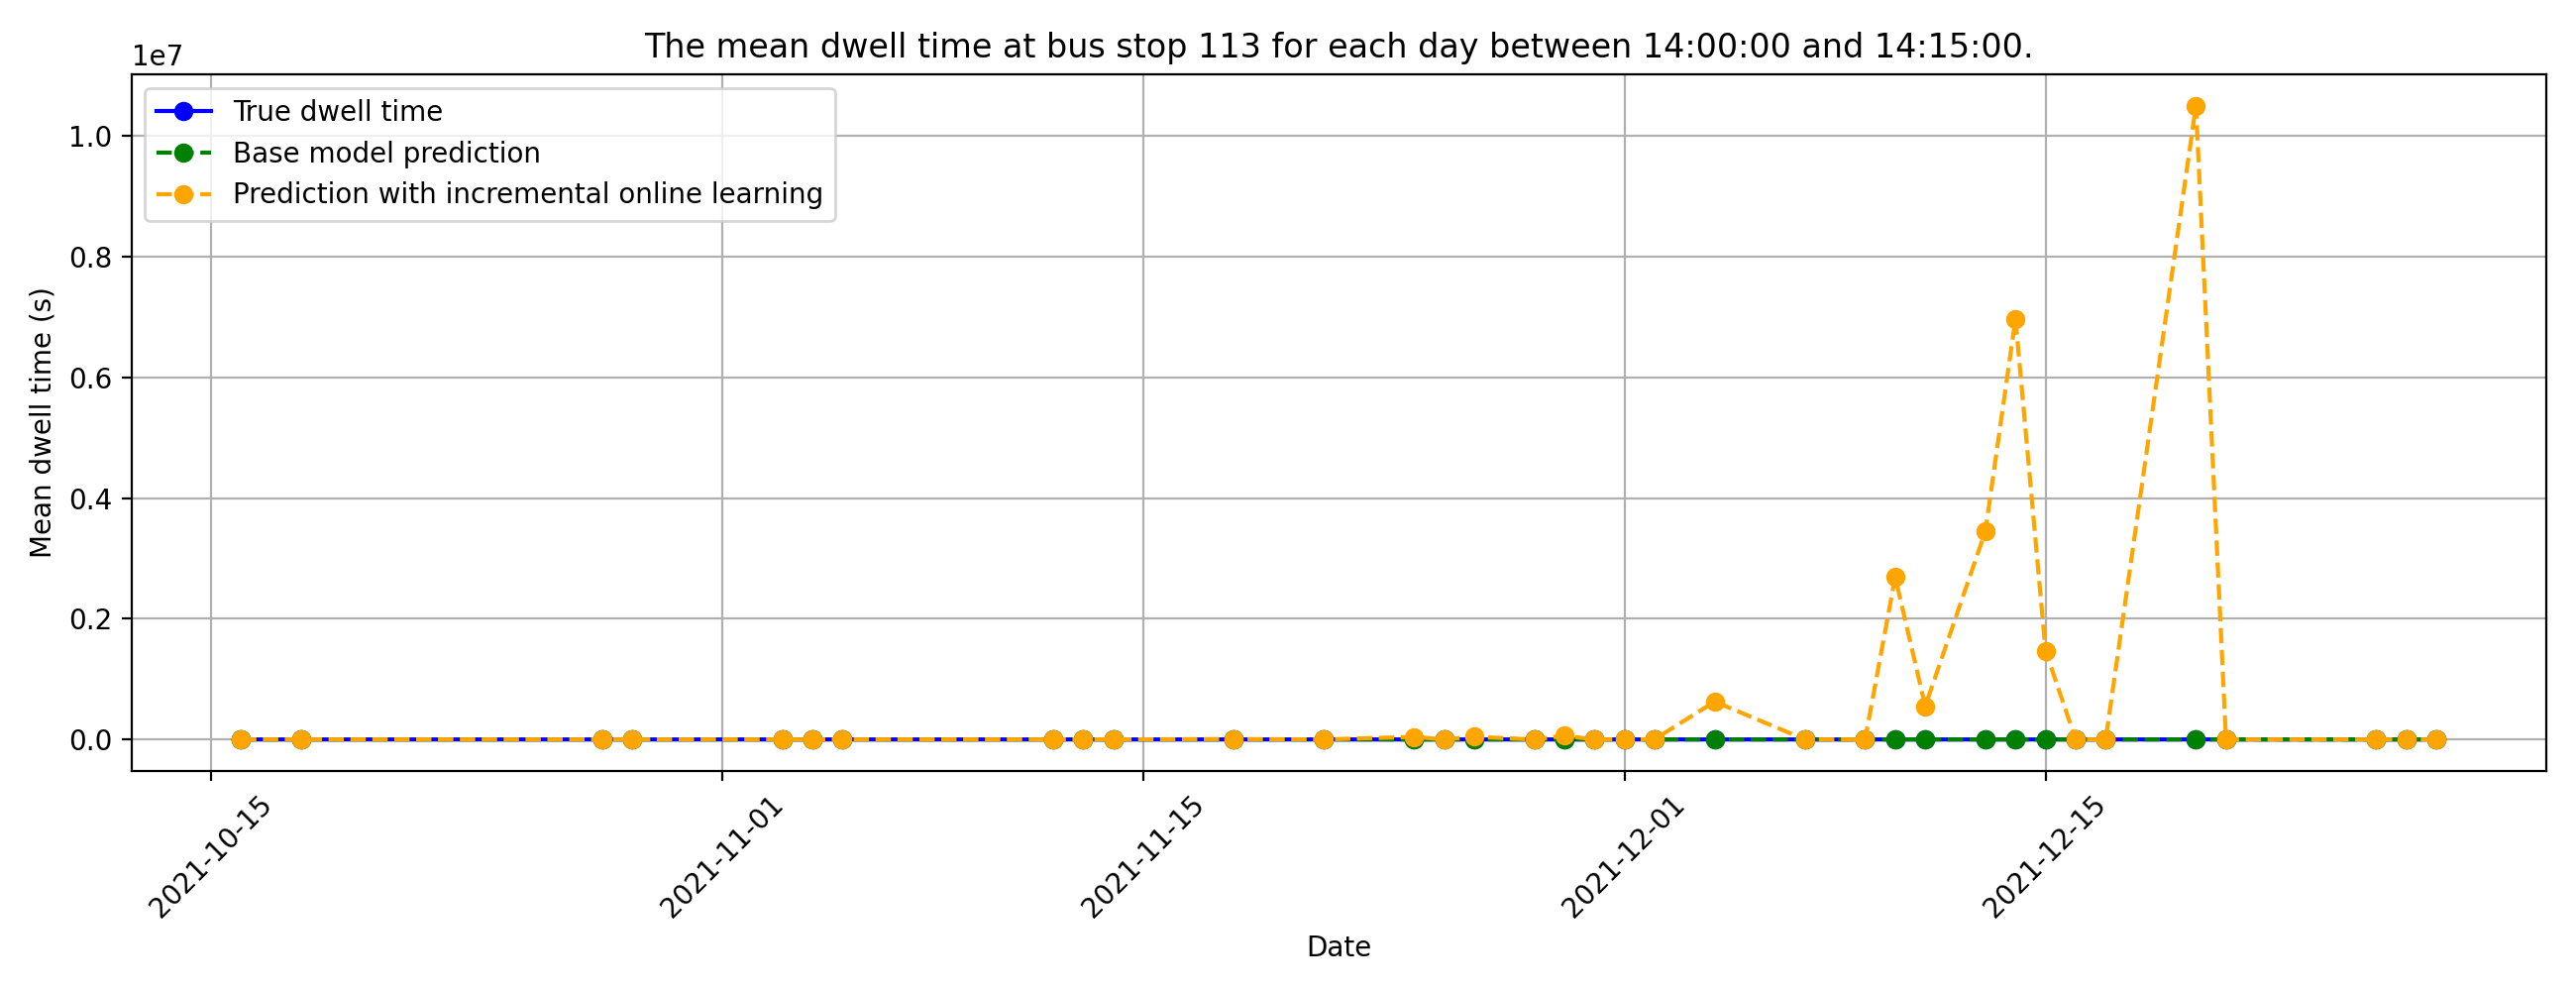 The mean dwell time at bus stop 113 for each day between 14:00:00 and 14:15:00.
1e7
True dwell time
Base model prediction
Prediction with incremental online learning
1.0
0.8
0.6
0.4
0.2
0.0
Mean dwell time (s)
2021-10-15
2021-11-01
2021-11-15
2021-12-01
2021-12-15
Date